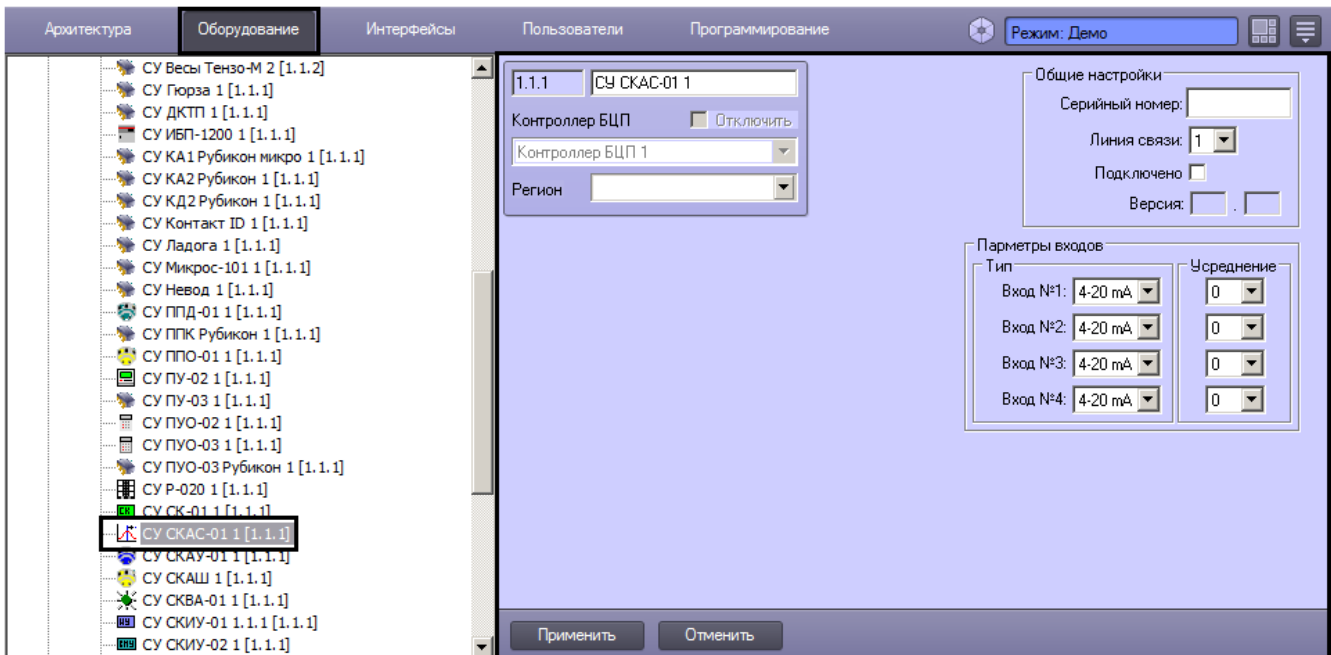 Архитектура Оборудование Интерфейсы Пользователи Программирование Режим: Демо
СУ Весы Тензо-М 2 [1.1.2]
СУ Гюрза 1 [1.1.1]
СУ ДКТП 1 [1.1.1]
СУ ИБП-1200 1 [1.1.1]
СУ КА1 Рубикон микро 1 [1.1.1]
СУ КА2 Рубикон 1 [1.1.1]
СУ КД2 Рубикон 1 [1.1.1]
СУ Контакт ID 1 [1.1.1]
СУ Ладога 1 [1.1.1]
СУ Микрос-101 1 [1.1.1]
СУ Невод 1 [1.1.1]
СУ ППД-01 1 [1.1.1]
СУ ППК Рубикон 1 [1.1.1]
СУ ППО-01 1 [1.1.1]
СУ ПУ-02 1 [1.1.1]
СУ ПУ-03 1 [1.1.1]
СУ ПУО-02 1 [1.1.1]
СУ ПУО-03 1 [1.1.1]
СУ ПУО-03 Рубикон 1 [1.1.1]
СУ Р-020 1 [1.1.1]
СУ СК-01 1 [1.1.1]
СУ СКАС-01 1 [1.1.1]
СУ СКАУ-01 1 [1.1.1]
СУ СКАШ 1 [1.1.1]
СУ СКВА-01 1 [1.1.1]
СУ СКИУ-01 1.1.1 [1.1.1]
СУ СКИУ-02 1 [1.1.1]
1.1.1 СУ СКАС-01 1
Контроллер БЦП Отключить
Контроллер БЦП 1
Регион
Общие настройки
Серийный номер:
Линия связи: 1
Подключено
Версия: .
Парметры входов
Тип Усреднение
Вход №1: 4-20 mA 0
Вход №2: 4-20 mA 0
Вход №3: 4-20 mA 0
Вход №4: 4-20 mA 0
Применить Отменить